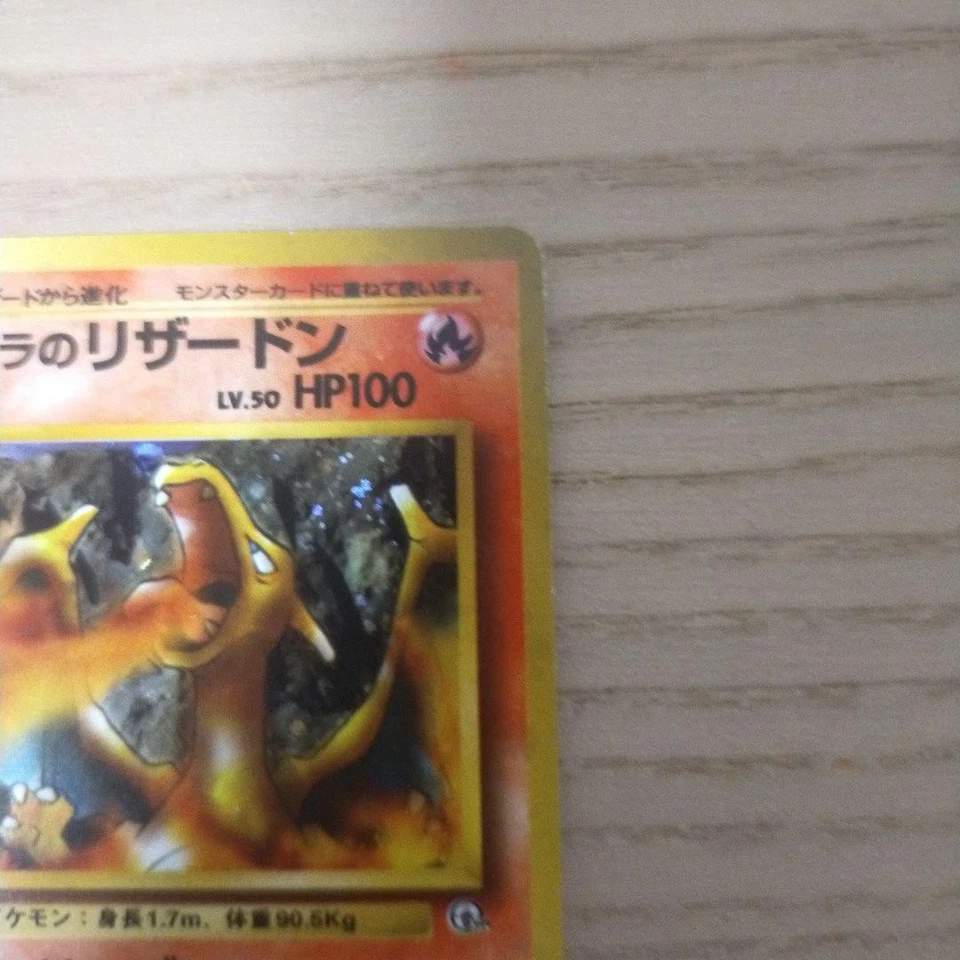 ードから進化 モンスターカードに重ねて使います。
ラのリザードン
LV.50 HP100
ケモン：身長1.7m、体重90.5Kg